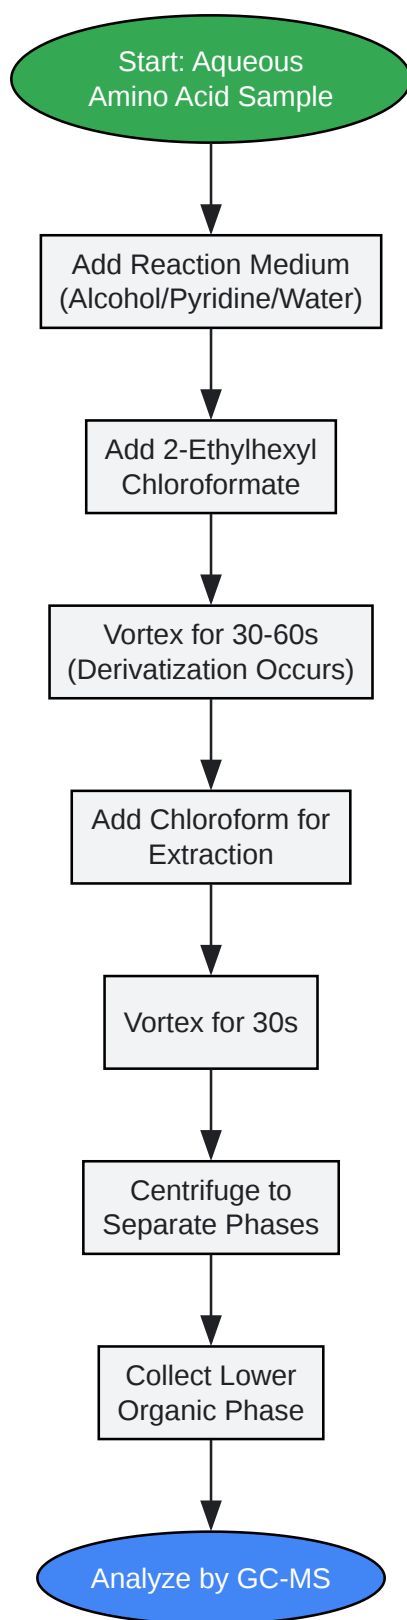 Start: Aqueous
Amino Acid Sample
Add Reaction Medium
(Alcohol/Pyridine/Water)
Add 2-Ethylhexyl
Chloroformate
Vortex for 30-60s
(Derivatization Occurs)
Add Chloroform for
Extraction
Vortex for 30s
Centrifuge to
Separate Phases
Collect Lower
Organic Phase
Analyze by GC-MS